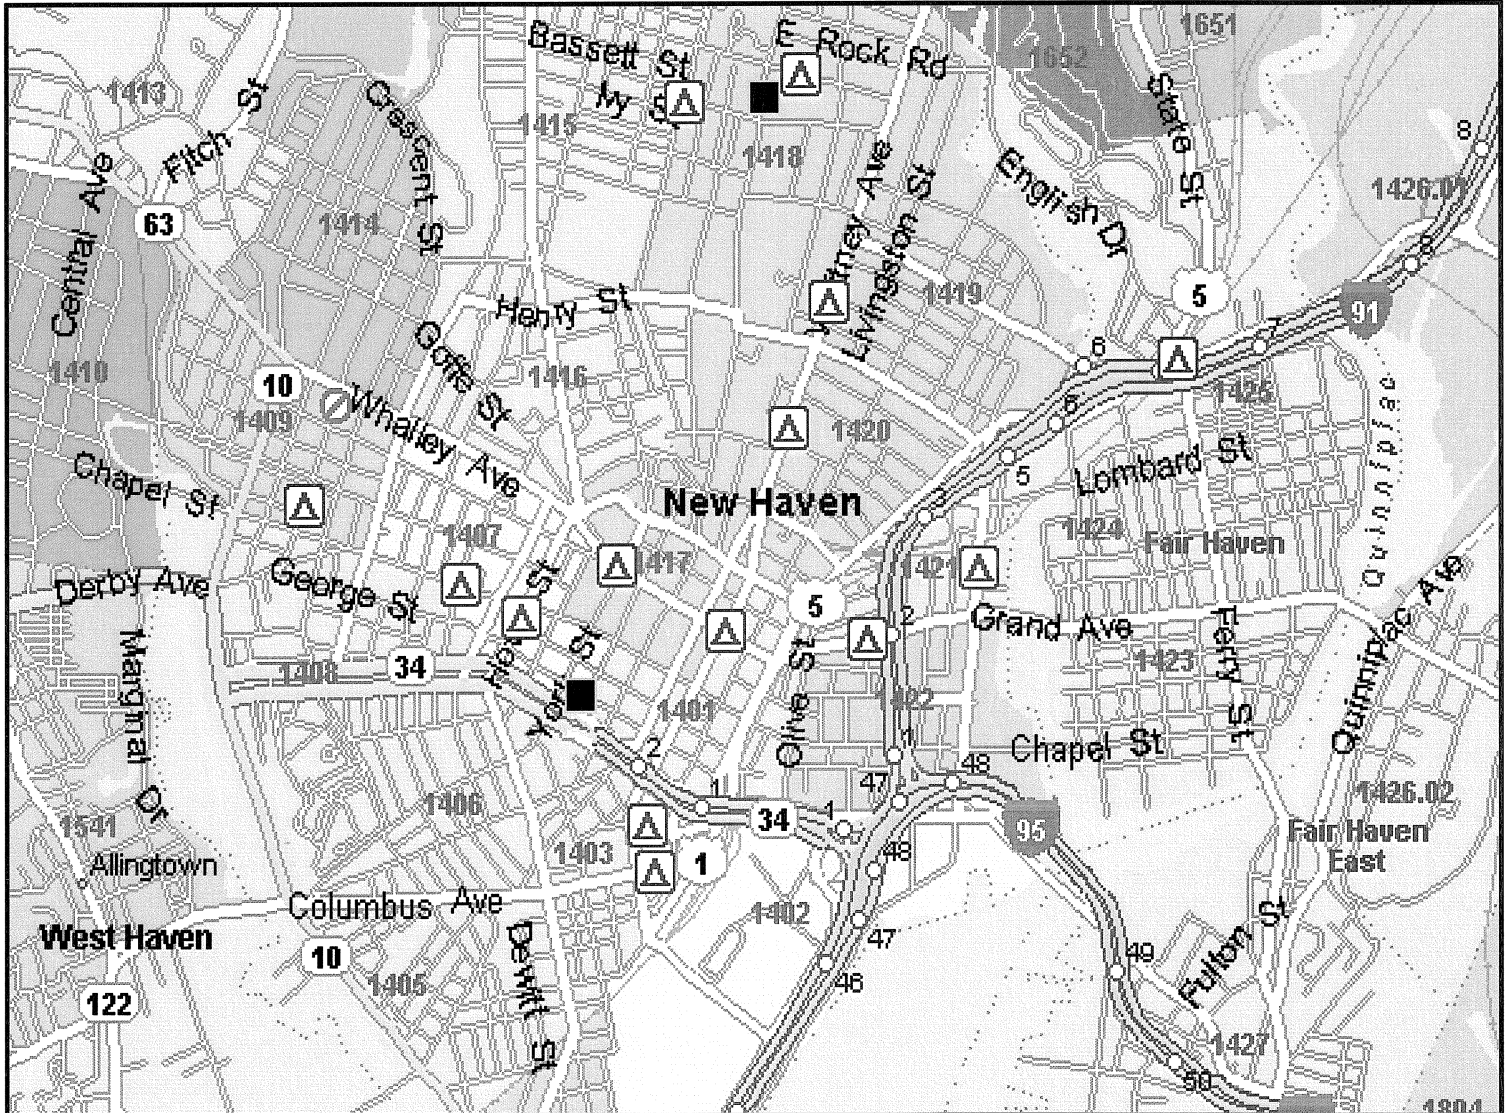 1651
Bassett St
E Rock Rd
1652
1413
Fitch St
Crescent St
Ivy St
1415
State St
8
1418
Central Ave
English Dr
1426.01
63
1414
Whitney Ave
Livingston St
8
1419
5
91
Henry St
7
1410
Goffe St
6
10
1416
1425
1409
Whalley Ave
6
1420
5
Lombard St
Quinnipiac
Chapel St
New Haven
3
1407
1424
Fair Haven
1417
1421
Derby Ave
George St
5
2
Grand Ave
Quinnipiac Ave
Marginal Dr
Howe St
York St
Olive St
Ferry St
1408
34
1423
1401
1422
2
1
Chapel St
47
48
1406
1
34
1
95
1426.02
1541
Fair Haven
East
Allingtown
1403
1
48
Columbus Ave
1402
West Haven
47
Fulton St
10
Dewitt St
49
1405
46
122
1427
50
1804